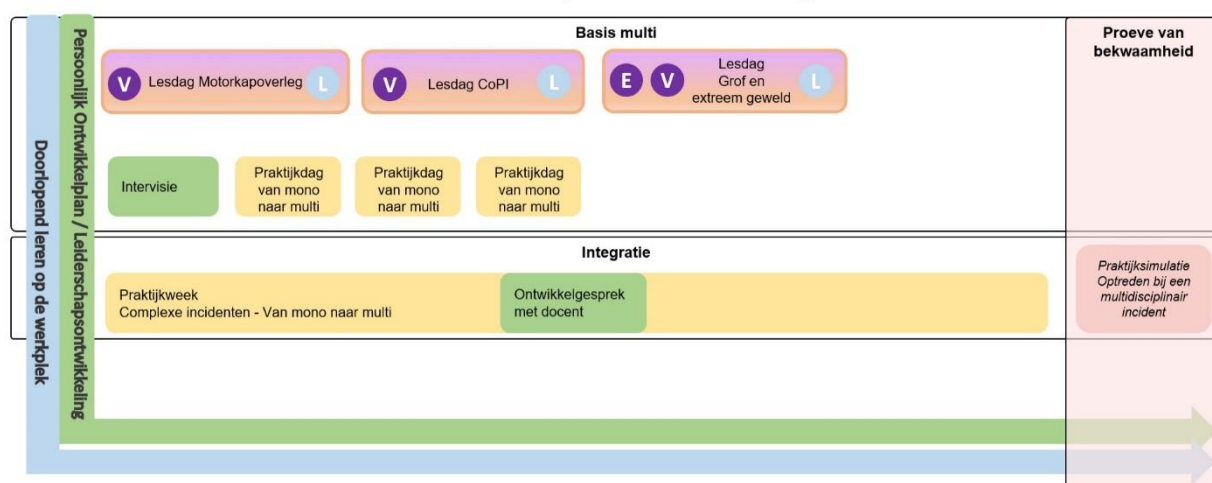 Doorlopend leren op de werkplek
Persoonlijk Ontwikkelplan / Leiderschapsontwikkeling
Basis multi
V
Lesdag Motorkapoverleg
L
V
Lesdag CoPI
L
E
V
Lesdag
Grof en
extreem geweld
L
Intervisie
Praktijkdag
van mono
naar multi
Praktijkdag
van mono
naar multi
Praktijkdag
van mono
naar multi
Integratie
Praktijkweek
Complexe incidenten - Van mono naar multi
Ontwikkelgesprek
met docent
Proeve van
bekwaamheid
Praktijksimulatie
Optreden bij een
multidisciplinair
incident